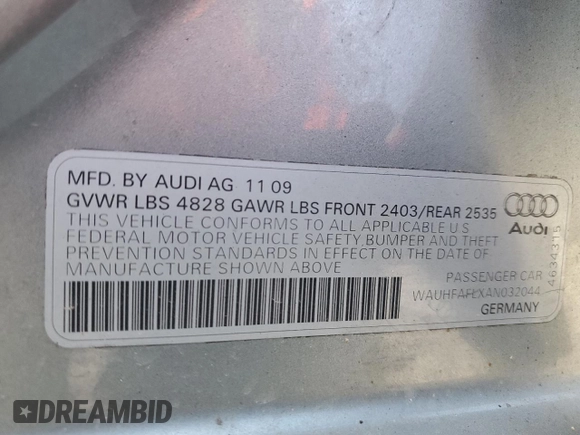 MFD. BY AUDI AG 11 09
GVWR LBS 4828 GAWR LBS FRONT 2403/REAR 2535
THIS VEHICLE CONFORMS TO ALL APPLICABLE U S
FEDERAL MOTOR VEHICLE SAFETY, BUMPER AND THEFT
PREVENTION STANDARDS IN EFFECT ON THE DATE OF
MANUFACTURE SHOWN ABOVE
Audi
4634315
PASSENGER CAR
WAUHFAFLXAN032044
GERMANY
DREAMBID